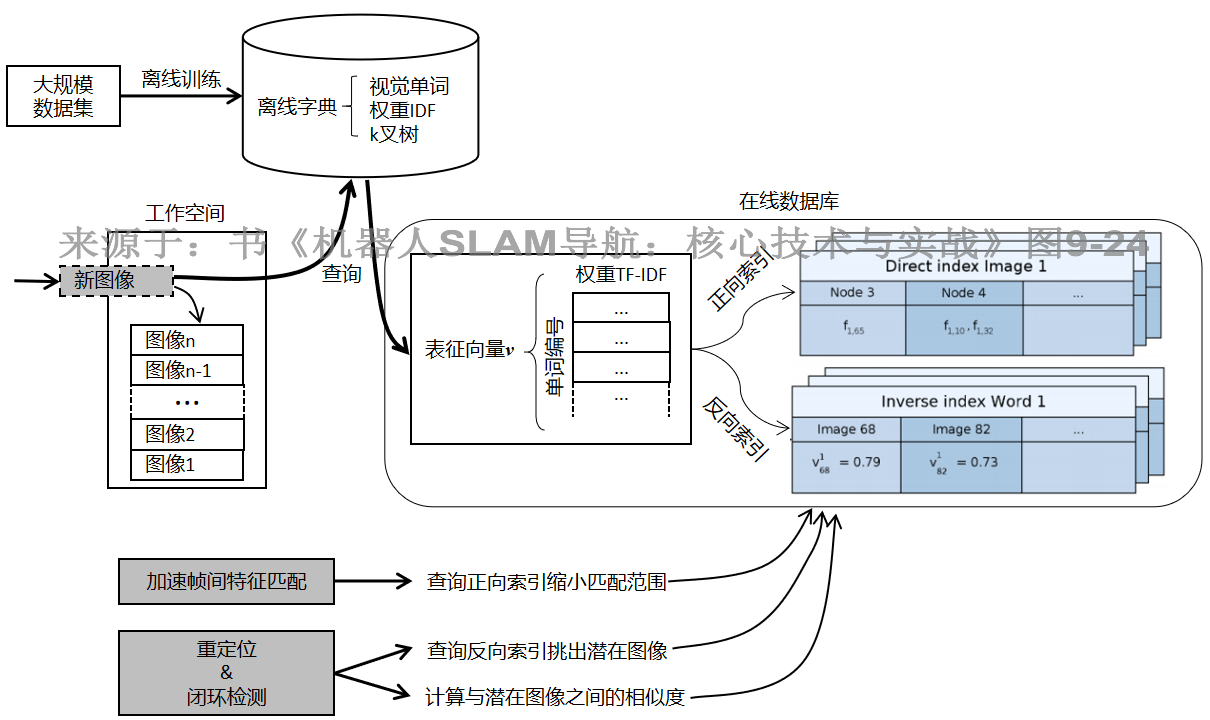 大规模
数据集
离线训练
离线字典
视觉单词
权重IDF
k叉树
工作空间
在线数据库
来源于：书《机器人SLAM导航：核心技术与实战》图9-24
新图像
查询
图像n
图像n-1
...
图像2
图像1
权重TF-IDF
表征向量v
单词编号
...
...
...
...
正向索引
反向索引
Direct index Image 1
Node 3 Node 4 ...
f1,65 f1,10 , f1,32
Inverse index Word 1
Image 68 Image 82 ...
v^1_68 = 0.79 v^1_82 = 0.73
加速帧间特征匹配
查询正向索引缩小匹配范围
重定位
&
闭环检测
查询反向索引挑出潜在图像
计算与潜在图像之间的相似度